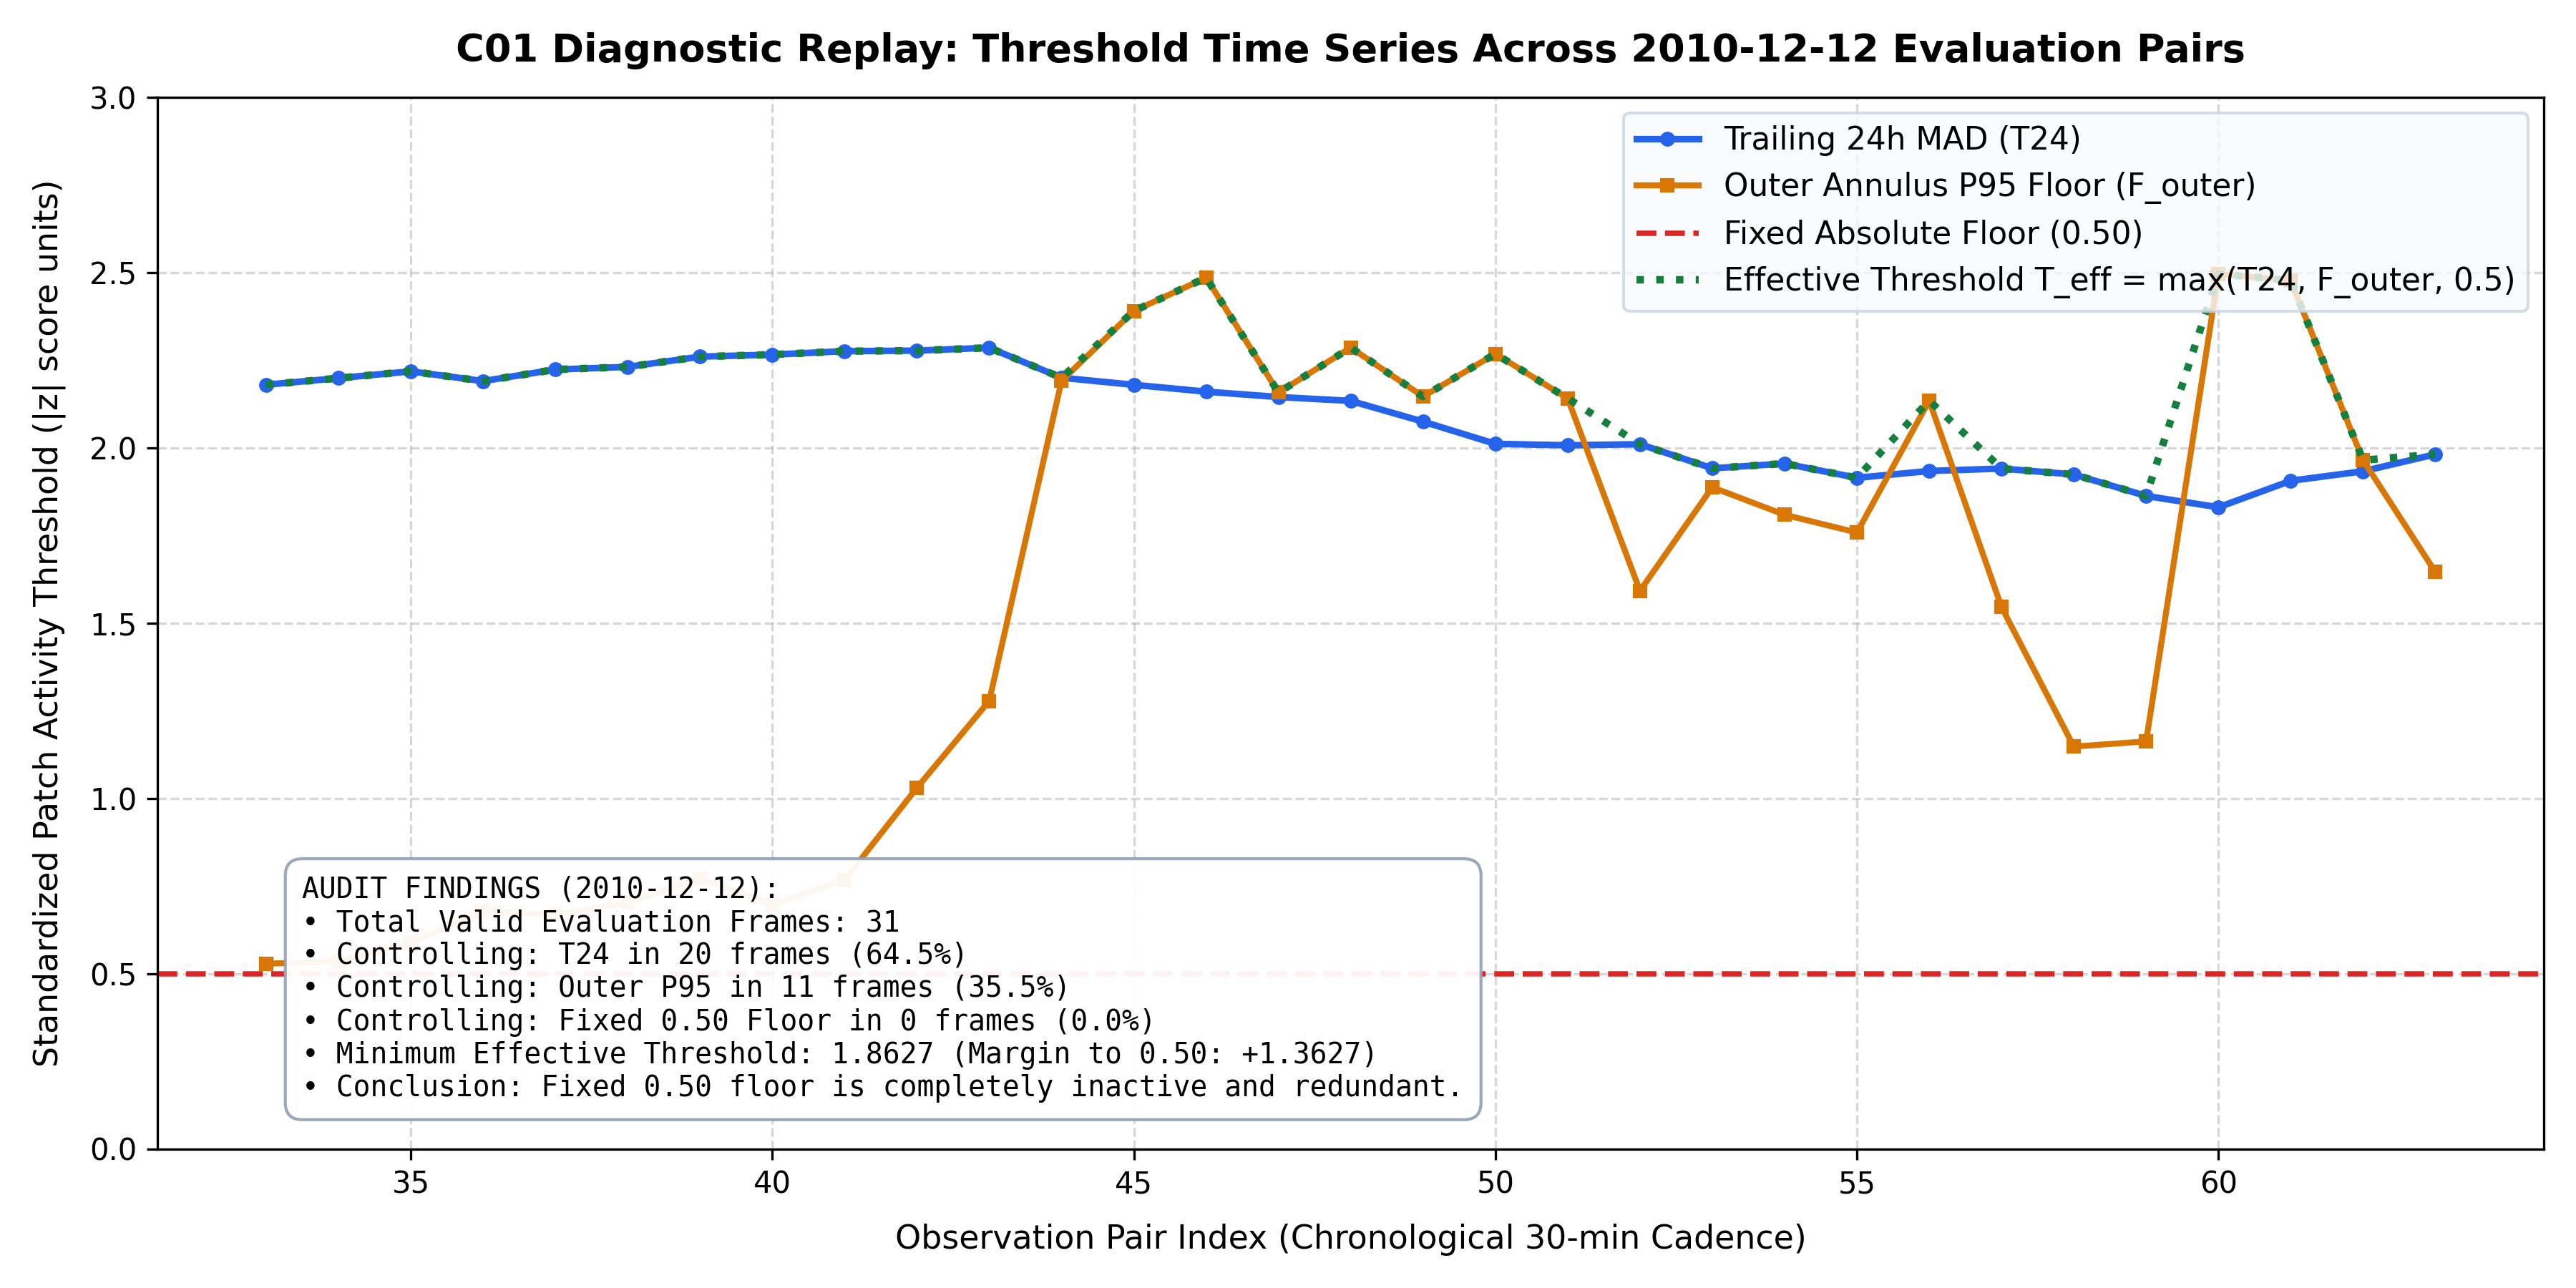 C01 Diagnostic Replay: Threshold Time Series Across 2010-12-12 Evaluation Pairs
Standardized Patch Activity Threshold (|z| score units)
3.0
2.5
2.0
1.5
1.0
0.5
0.0
Trailing 24h MAD (T24)
Outer Annulus P95 Floor (F_outer)
Fixed Absolute Floor (0.50)
Effective Threshold T_eff = max(T24, F_outer, 0.5)
AUDIT FINDINGS (2010-12-12):
• Total Valid Evaluation Frames: 31
• Controlling: T24 in 20 frames (64.5%)
• Controlling: Outer P95 in 11 frames (35.5%)
• Controlling: Fixed 0.50 Floor in 0 frames (0.0%)
• Minimum Effective Threshold: 1.8627 (Margin to 0.50: +1.3627)
• Conclusion: Fixed 0.50 floor is completely inactive and redundant.
35 40 45 50 55 60
Observation Pair Index (Chronological 30-min Cadence)